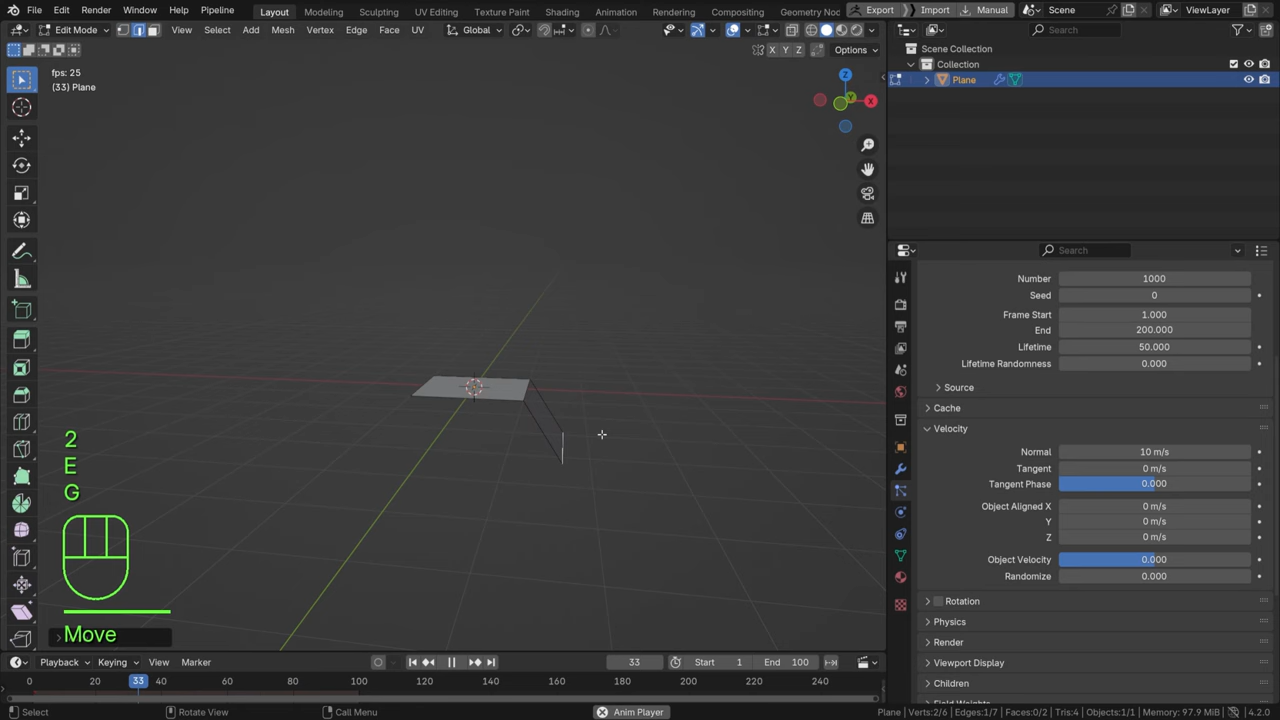 File Edit Render Window Help Pipeline Layout Modeling Sculpting UV Editing Texture Paint Shading Animation Rendering Compositing Geometry Noc Export Import Manual Scene ViewLayer
Edit Mode View Select Add Mesh Vertex Edge Face UV Global Search
X Y Z Options
Scene Collection
Collection
Plane
fps: 25
(33) Plane
Z
Y
X
Search
Number 1000
Seed 0
Frame Start 1.000
End 200.000
Lifetime 50.000
Lifetime Randomness 0.000
Source
Cache
Velocity
Normal 10 m/s
Tangent 0 m/s
Tangent Phase 0.000
Object Aligned X 0 m/s
Y 0 m/s
Z 0 m/s
Object Velocity 0.000
Randomize 0.000
Rotation
Physics
Render
Viewport Display
Children
2
E
G
Move
Playback Keying View Marker 33 Start 1 End 100
0 20 33 40 60 80 100 120 140 160 180 200 220 240
Select Rotate View Call Menu Anim Player Plane | Verts:2/6 | Edges:1/7 | Faces:0/2 | Tris:4 | Objects:1/1 | Memory: 97.9 MiB | 4.2.0